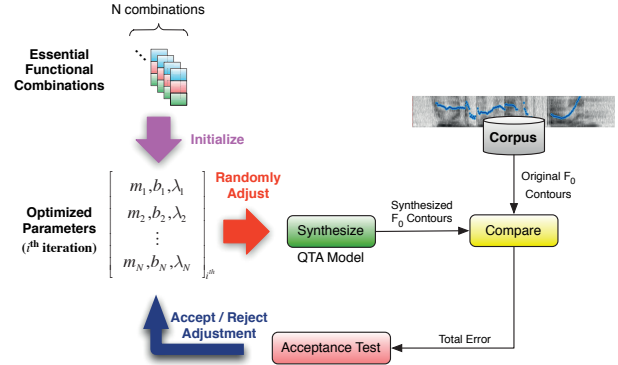 N combinations
Essential
Functional
Combinations
Initialize
Corpus
Original F0
Contours
Randomly
Adjust
m1,b1,λ1
m2,b2,λ2
⋮
mN,bN,λN
ith
Optimized
Parameters
(ith iteration)
Synthesize
QTA Model
Synthesized
F0 Contours
Compare
Accept / Reject
Adjustment
Acceptance Test
Total Error